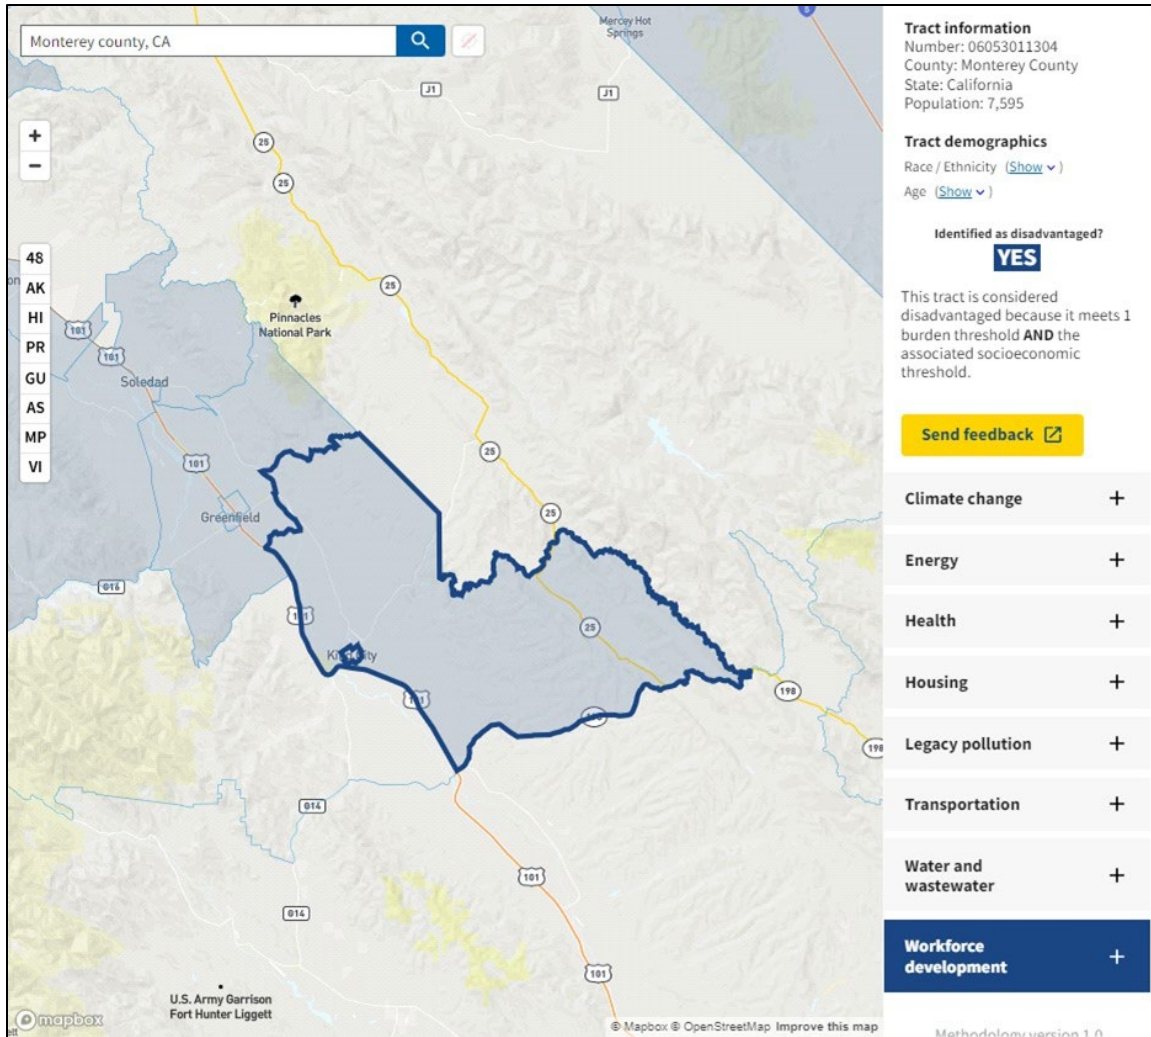 Monterey county, CA
Mercey Hot
Springs
5
J1
J1
25
25
+
−
48
AK
HI
PR
GU
AS
MP
VI
25
Pinnacles
National Park
101
101
Soledad
25
101
Greenfield
25
G16
101
25
King City
101
198
198
198
G14
101
G14
101
U.S. Army Garrison
Fort Hunter Liggett
mapbox
© Mapbox © OpenStreetMap Improve this map
Tract information
Number: 06053011304
County: Monterey County
State: California
Population: 7,595
Tract demographics
Race / Ethnicity (Show)
Age (Show)
Identified as disadvantaged?
YES
This tract is considered
disadvantaged because it meets 1
burden threshold AND the
associated socioeconomic
threshold.
Send feedback
Climate change +
Energy +
Health +
Housing +
Legacy pollution +
Transportation +
Water and
wastewater +
Workforce
development +
Methodology version 1.0